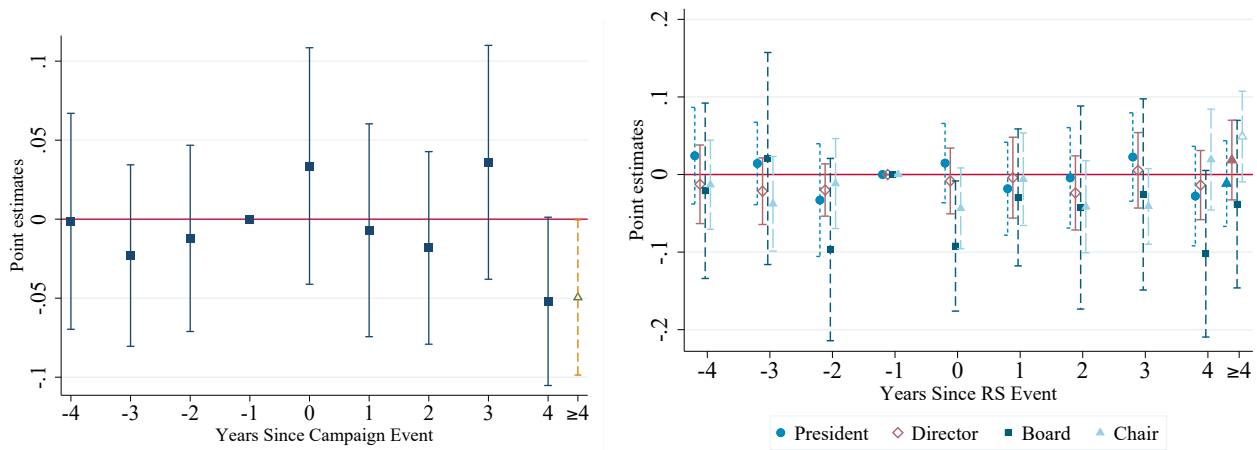 Point estimates
.1
.05
0
-.05
-.1
-4 -3 -2 -1 0 1 2 3 4 ≥4
Years Since Campaign Event
Point estimates
.2
.1
0
-.1
-.2
-4 -3 -2 -1 0 1 2 3 4 ≥4
Years Since RS Event
President Director Board Chair